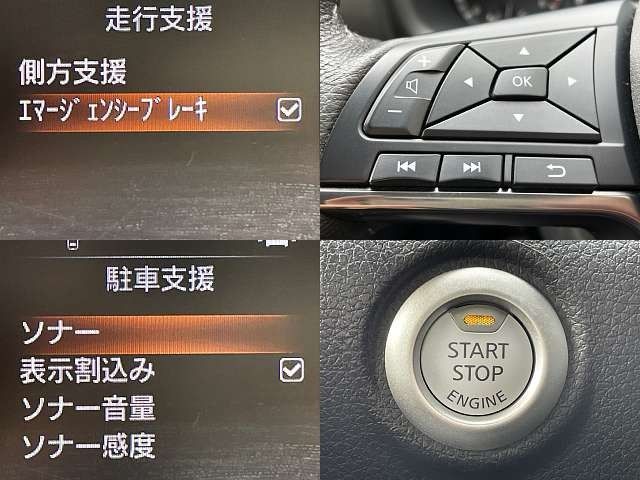 走行支援
側方支援
ｴﾏｰｼﾞｪﾝｼｰﾌﾞﾚｰｷ
+
OK
−
駐車支援
ソナー
表示割込み
ソナー音量
ソナー感度
START
STOP
ENGINE